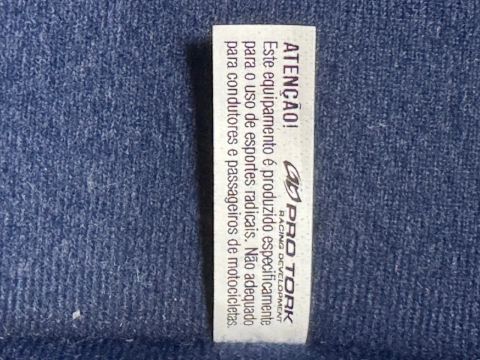 ATENÇÃO!
PRO TORK
RACING DEVELOPMENT
Este equipamento é produzido especificamente
para o uso de esportes radicais. Não adequado
para condutores e passageiros de motocicletas.